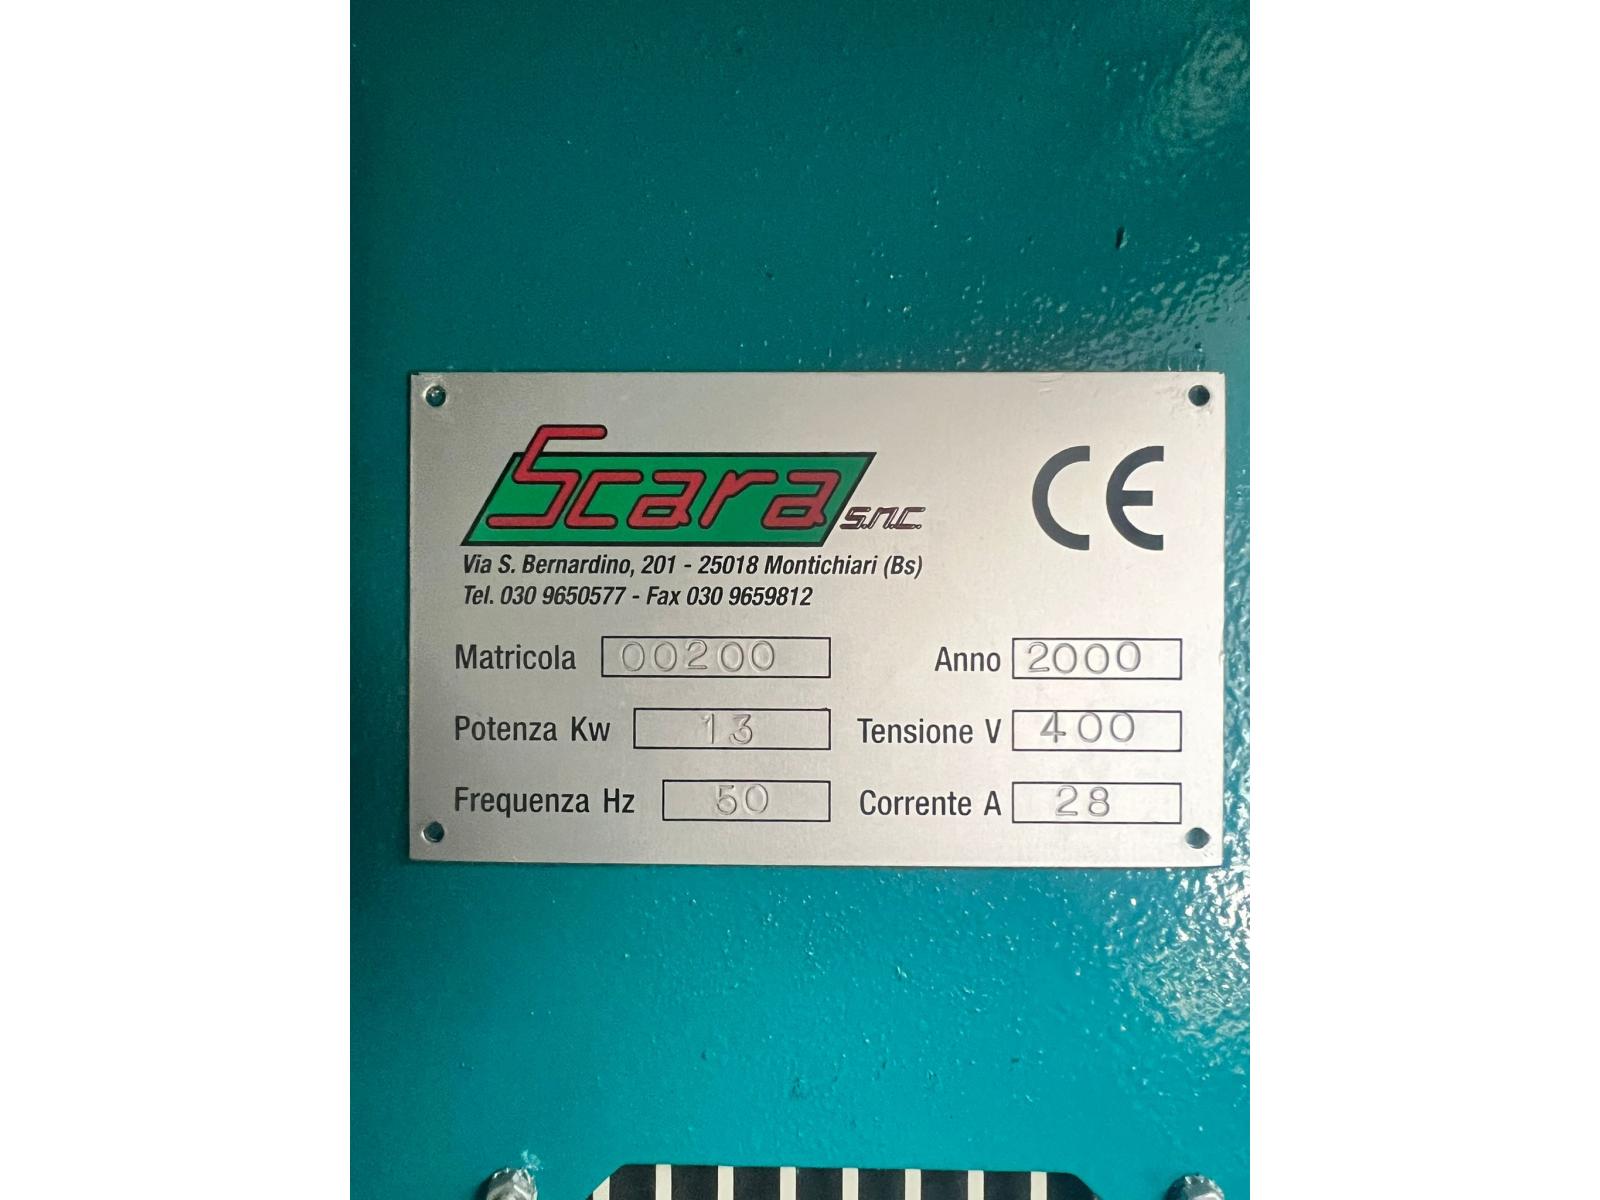 Scara s.n.c.
Via S. Bernardino, 201 - 25018 Montichiari (Bs)
Tel. 030 9650577 - Fax 030 9659812
CE
Matricola 00200 Anno 2000
Potenza Kw 13 Tensione V 400
Frequenza Hz 50 Corrente A 28